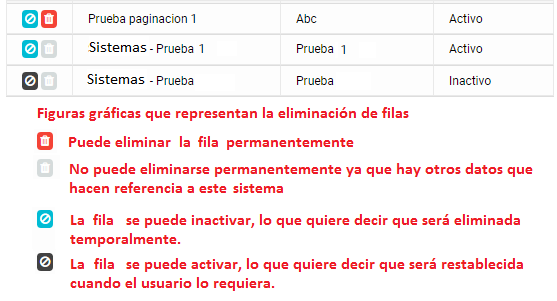 Prueba paginacion 1 Abc Activo
Sistemas - Prueba 1 Prueba 1 Activo
Sistemas - Prueba Prueba Inactivo
Figuras gráficas que representan la eliminación de filas
Puede eliminar la fila permanentemente
No puede eliminarse permanentemente ya que hay otros datos que
hacen referencia a este sistema
La fila se puede inactivar, lo que quiere decir que será eliminada
temporalmente.
La fila se puede activar, lo que quiere decir que será restablecida
cuando el usuario lo requiera.